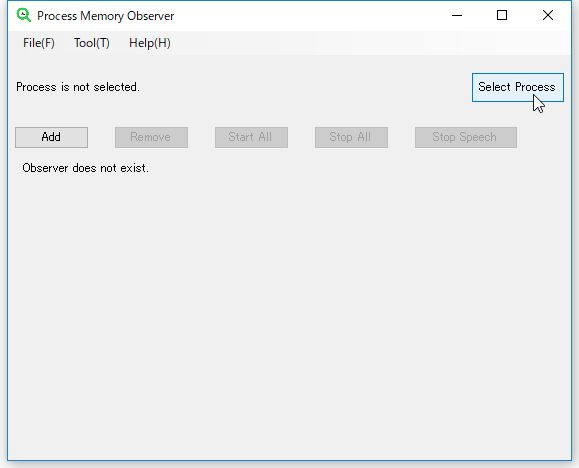 Process Memory Observer
File(F) Tool(T) Help(H)
Process is not selected. Select Process
Add Remove Start All Stop All Stop Speech
Observer does not exist.